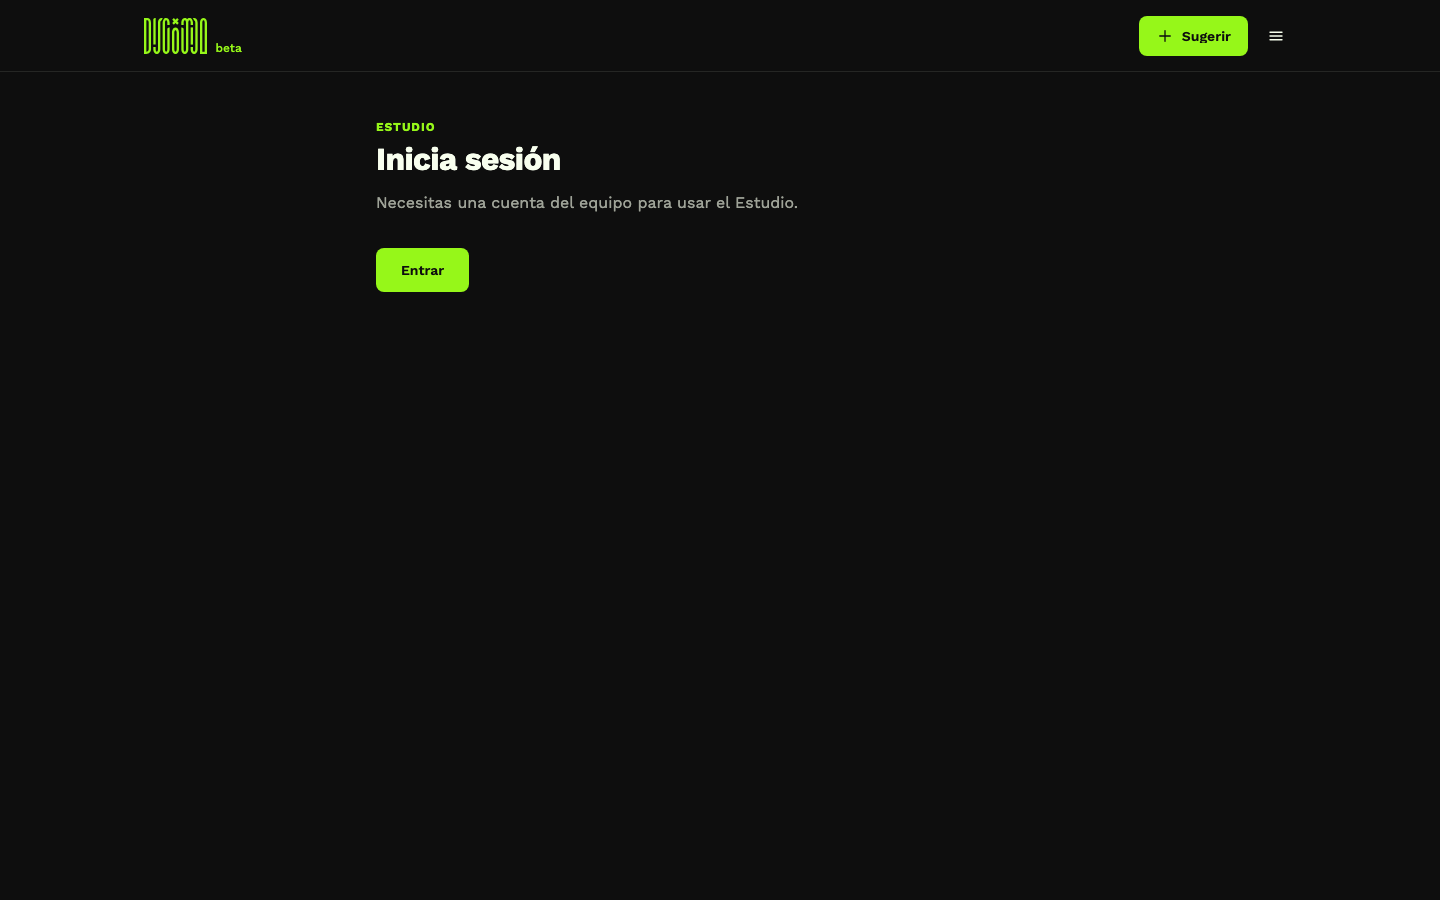 beta
Sugerir
ESTUDIO
Inicia sesión
Necesitas una cuenta del equipo para usar el Estudio.
Entrar